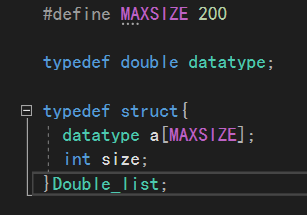 #define MAXSIZE 200
typedef double datatype;
typedef struct{
datatype a[MAXSIZE];
int size;
}Double_list;